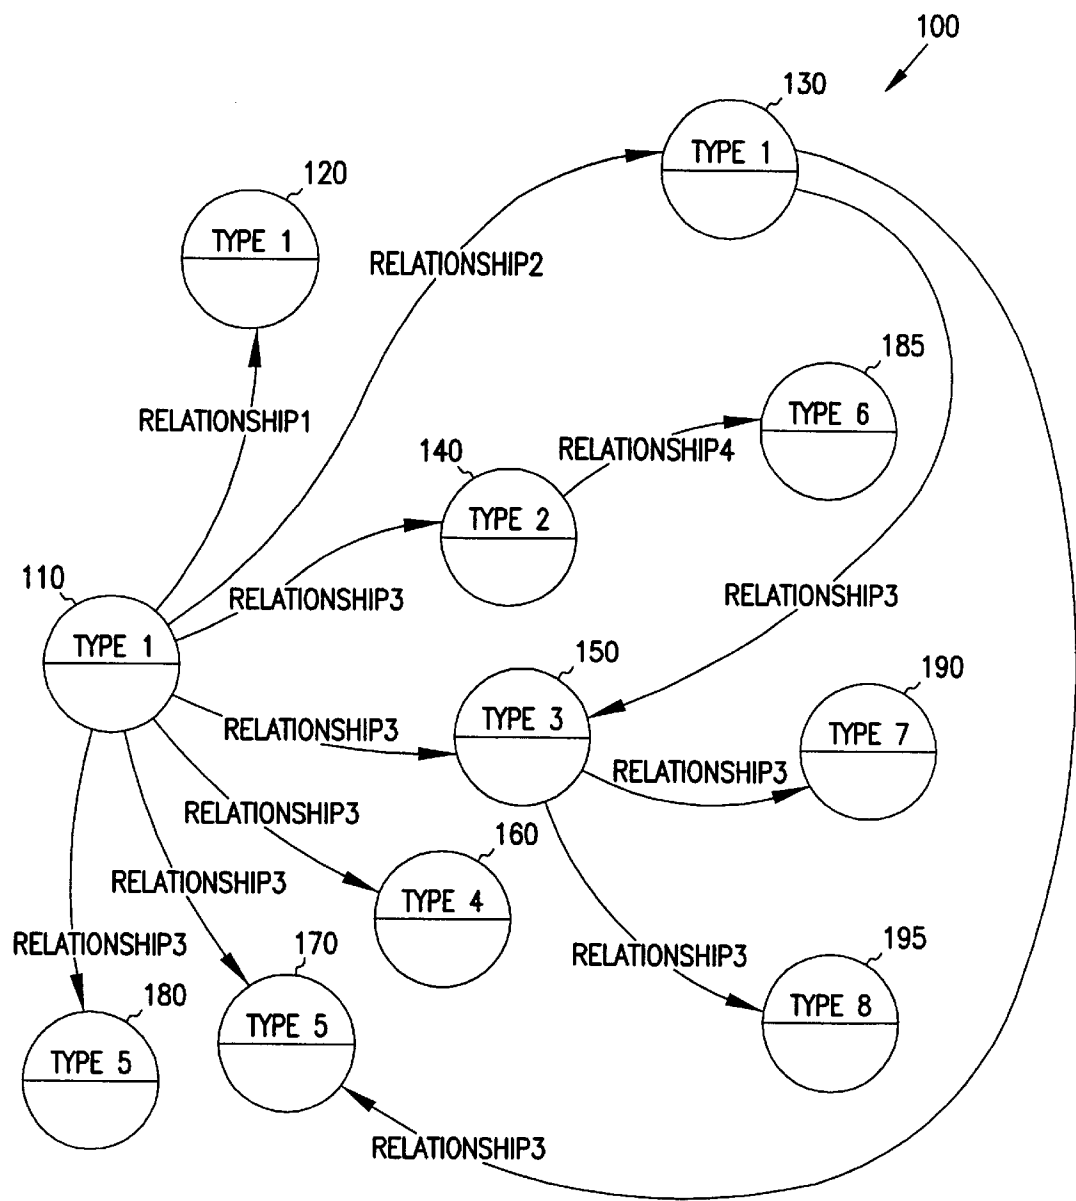 100
130
TYPE 1
120
TYPE 1
RELATIONSHIP2
185
TYPE 6
RELATIONSHIP1
140
RELATIONSHIP4
TYPE 2
110
RELATIONSHIP3
RELATIONSHIP3
TYPE 1
150
190
TYPE 3
RELATIONSHIP3
TYPE 7
RELATIONSHIP3
RELATIONSHIP3
160
RELATIONSHIP3
TYPE 4
RELATIONSHIP3
170
RELATIONSHIP3
195
180
TYPE 5
TYPE 8
TYPE 5
RELATIONSHIP3